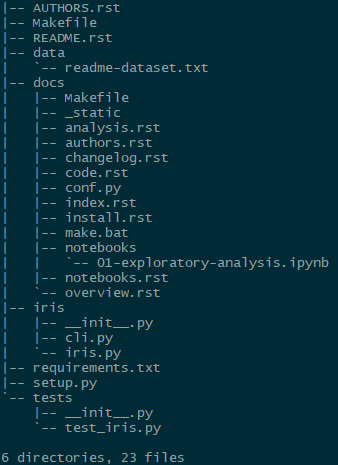 |-- AUTHORS.rst
|-- Makefile
|-- README.rst
|-- data
|   `-- readme-dataset.txt
|-- docs
|   |-- Makefile
|   |-- _static
|   |-- analysis.rst
|   |-- authors.rst
|   |-- changelog.rst
|   |-- code.rst
|   |-- conf.py
|   |-- index.rst
|   |-- install.rst
|   |-- make.bat
|   |-- notebooks
|   |   `-- 01-exploratory-analysis.ipynb
|   |-- notebooks.rst
|   `-- overview.rst
|-- iris
|   |-- __init__.py
|   |-- cli.py
|   `-- iris.py
|-- requirements.txt
|-- setup.py
`-- tests
    |-- __init__.py
    `-- test_iris.py

6 directories, 23 files